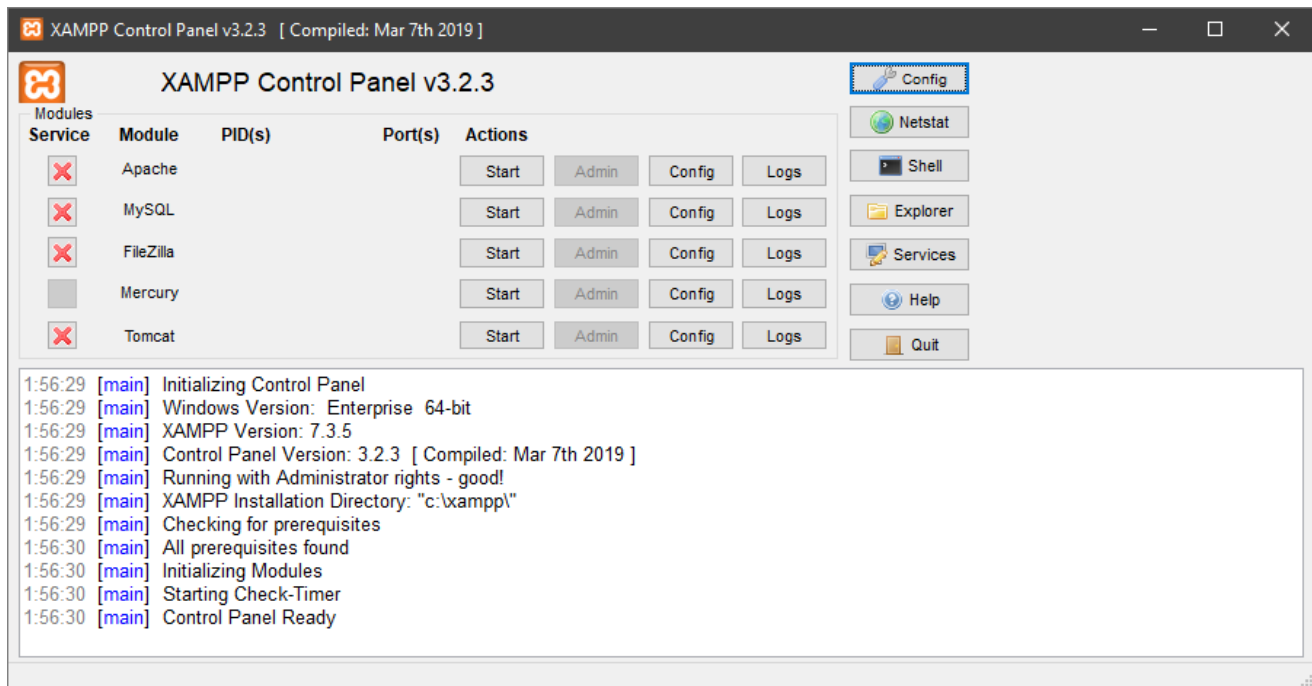 XAMPP Control Panel v3.2.3 [ Compiled: Mar 7th 2019 ]
XAMPP Control Panel v3.2.3
Config
Modules
Service Module PID(s) Port(s) Actions
Netstat
Apache Start Admin Config Logs
Shell
MySQL Start Admin Config Logs
Explorer
FileZilla Start Admin Config Logs
Services
Mercury Start Admin Config Logs
Help
Tomcat Start Admin Config Logs
Quit
1:56:29 [main] Initializing Control Panel
1:56:29 [main] Windows Version: Enterprise 64-bit
1:56:29 [main] XAMPP Version: 7.3.5
1:56:29 [main] Control Panel Version: 3.2.3 [ Compiled: Mar 7th 2019 ]
1:56:29 [main] Running with Administrator rights - good!
1:56:29 [main] XAMPP Installation Directory: "c:\xampp\"
1:56:29 [main] Checking for prerequisites
1:56:30 [main] All prerequisites found
1:56:30 [main] Initializing Modules
1:56:30 [main] Starting Check-Timer
1:56:30 [main] Control Panel Ready